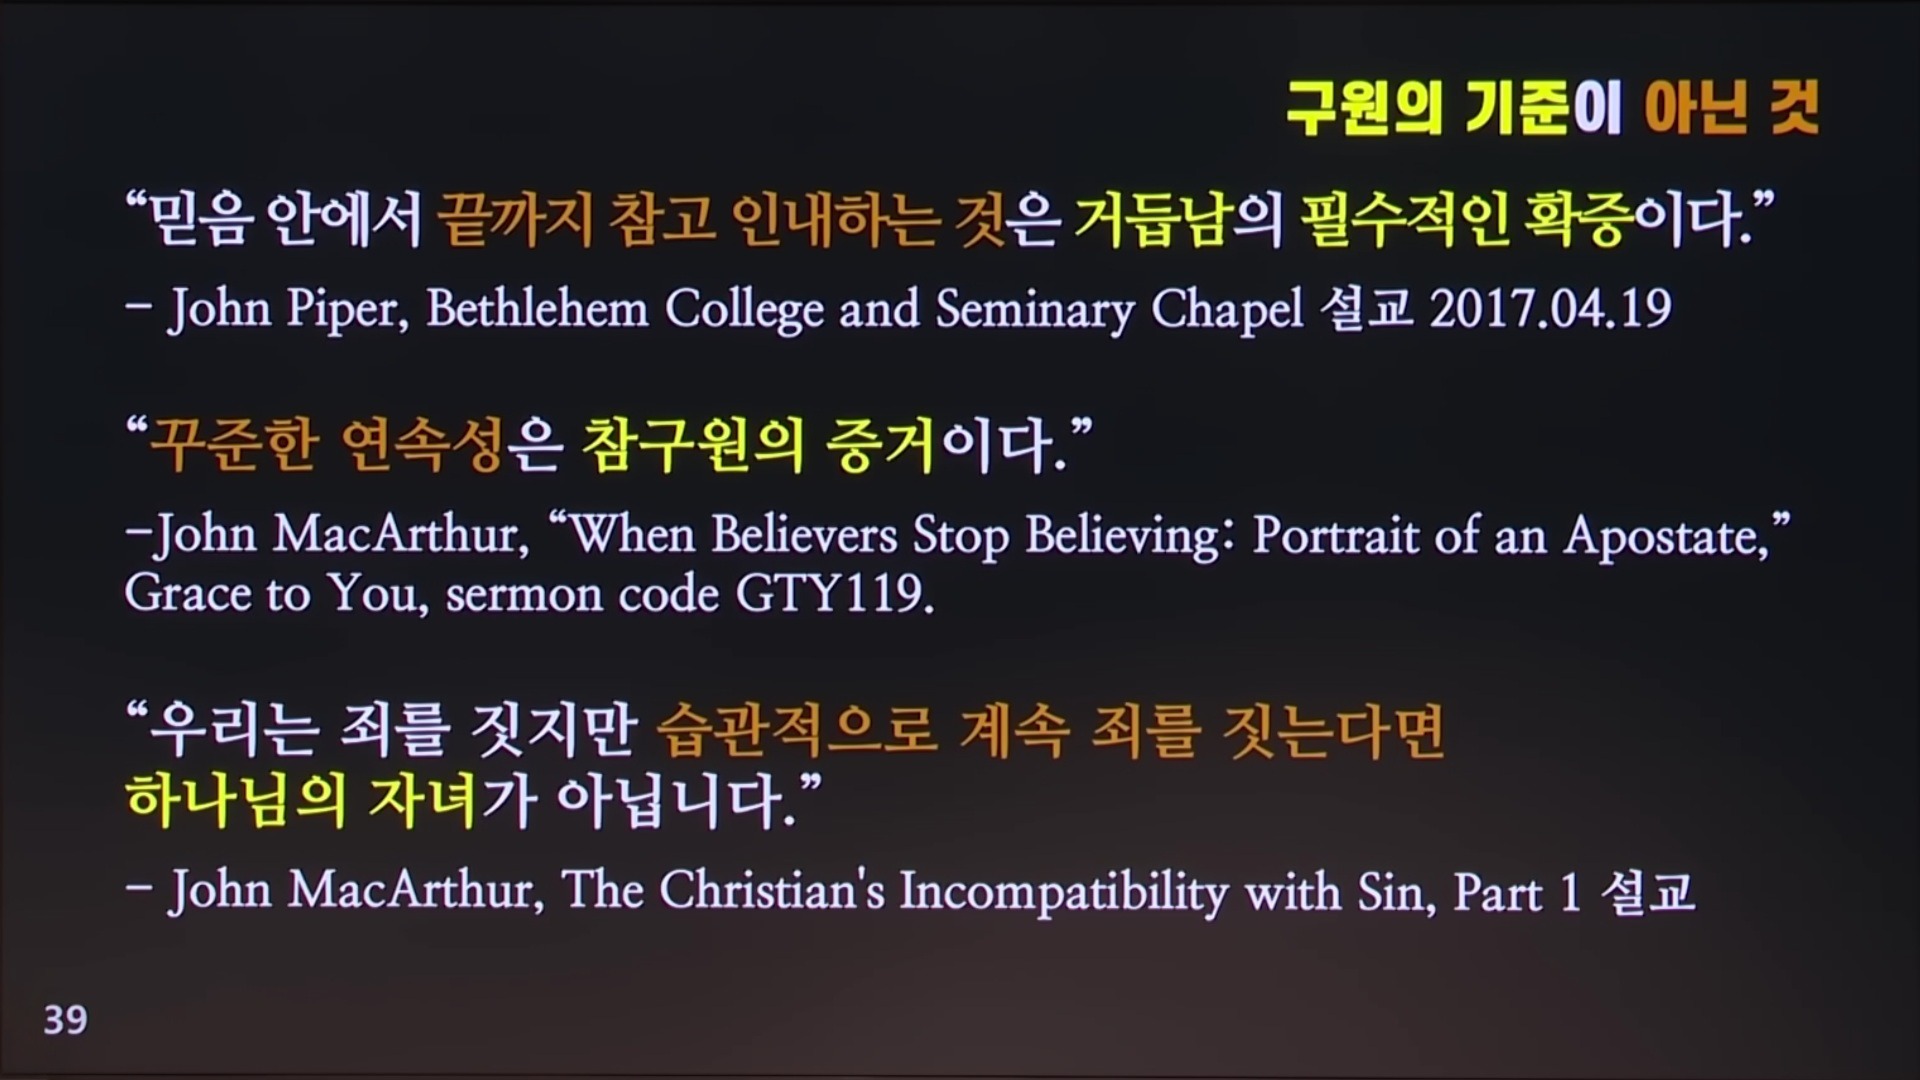 구원의 기준이 아닌 것
“믿음 안에서 끝까지 참고 인내하는 것은 거듭남의 필수적인 확증이다.”
– John Piper, Bethlehem College and Seminary Chapel 설교 2017.04.19
“꾸준한 연속성은 참구원의 증거이다.”
–John MacArthur, “When Believers Stop Believing: Portrait of an Apostate,”
Grace to You, sermon code GTY119.
“우리는 죄를 짓지만 습관적으로 계속 죄를 짓는다면
하나님의 자녀가 아닙니다.”
– John MacArthur, The Christian's Incompatibility with Sin, Part 1 설교
39